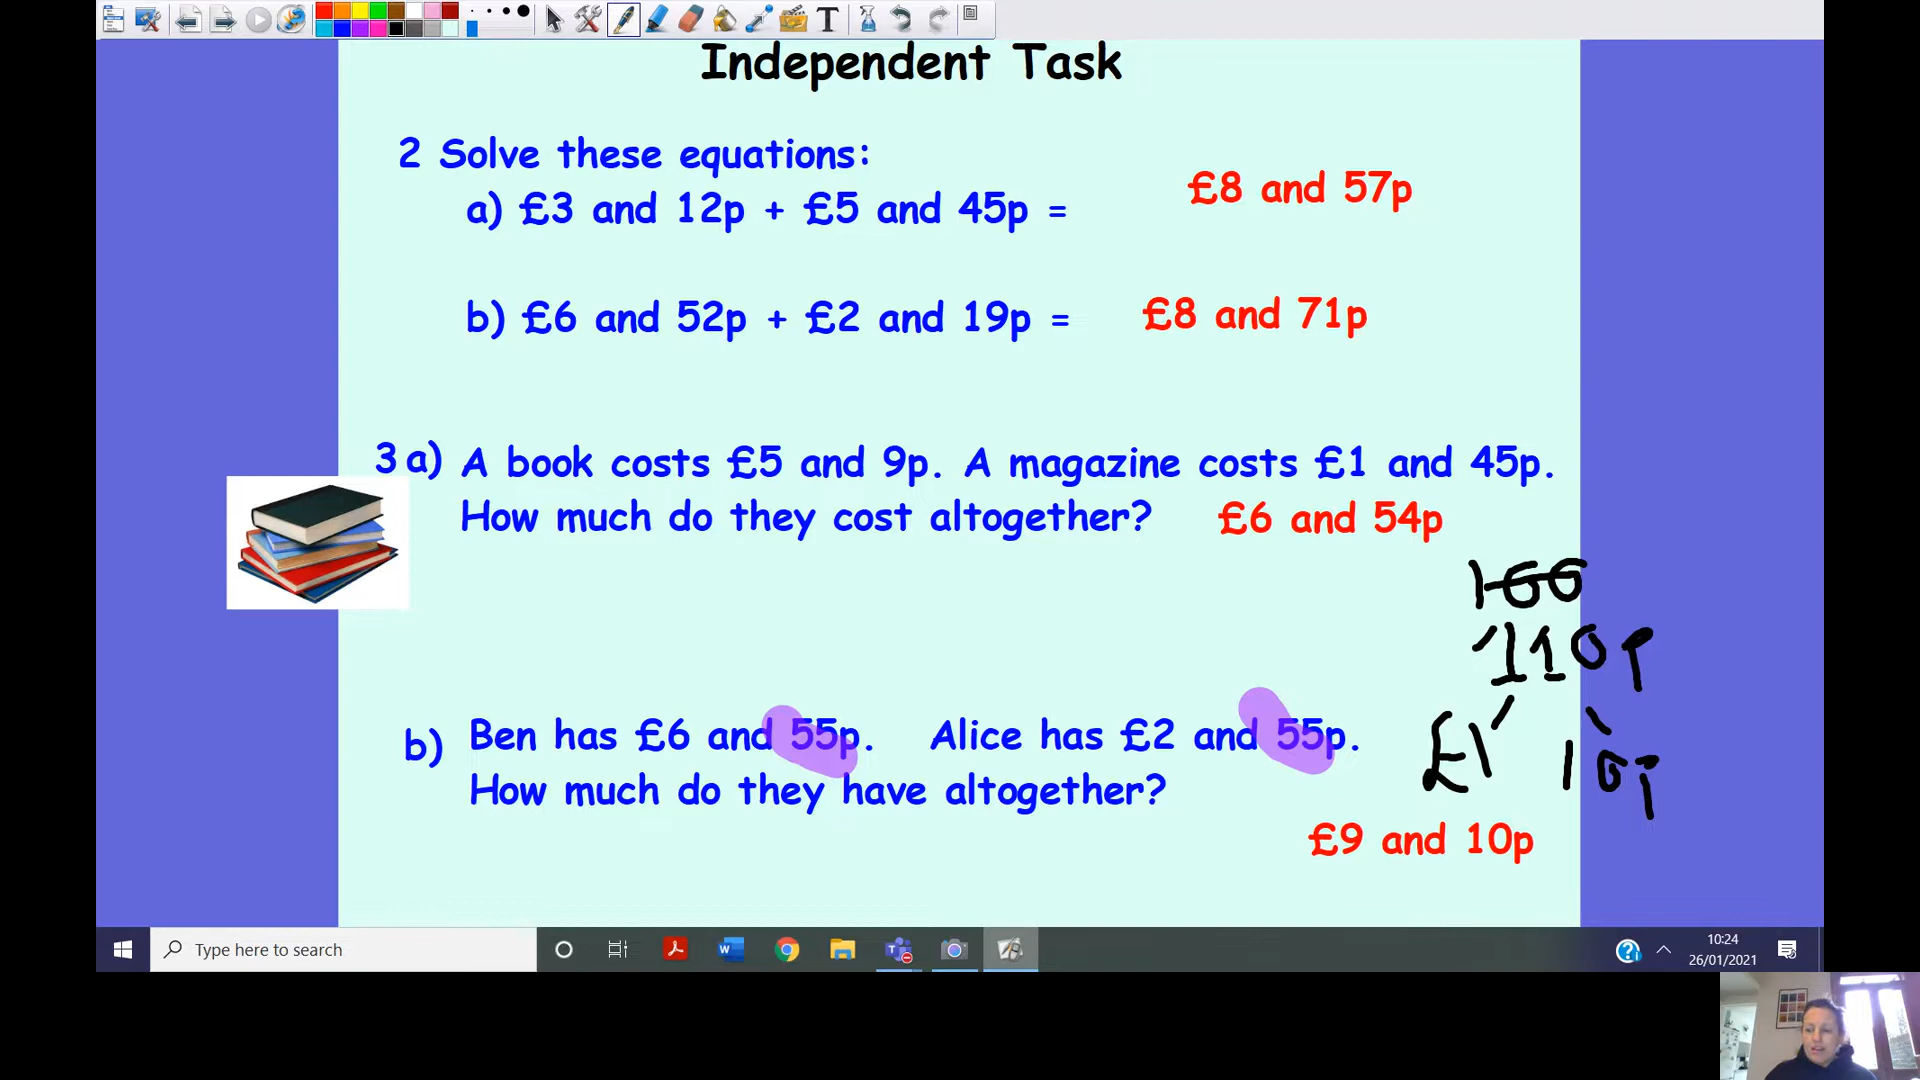 Independent Task
2 Solve these equations:
a) £3 and 12p + £5 and 45p =
£8 and 57p
b) £6 and 52p + £2 and 19p =
£8 and 71p
3 a) A book costs £5 and 9p. A magazine costs £1 and 45p.
How much do they cost altogether?
£6 and 54p
100
110p
£1 10p
b) Ben has £6 and 55p. Alice has £2 and 55p.
How much do they have altogether?
£9 and 10p
Type here to search
10:24
26/01/2021